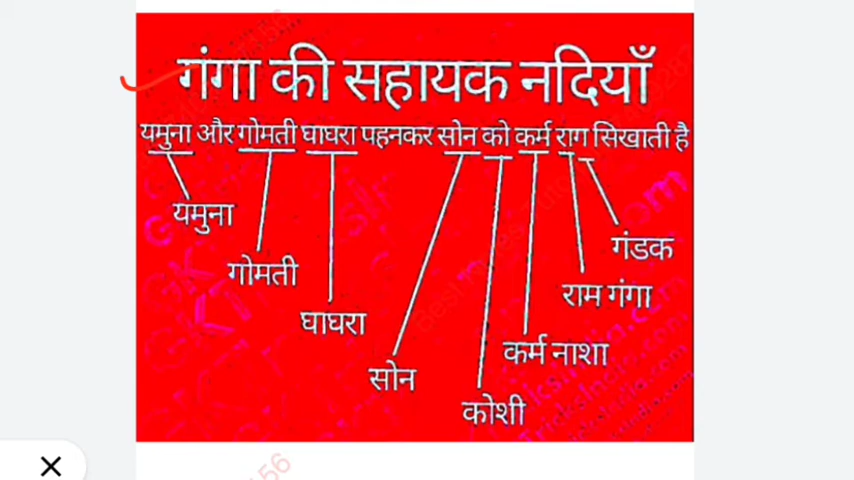 गंगा की सहायक नदियाँ
यमुना और गोमती घाघरा पहनकर सोन को कर्म राग सिखाती है
यमुना
गंडक
गोमती
राम गंगा
घाघरा
कर्म नाशा
सोन
कोशी